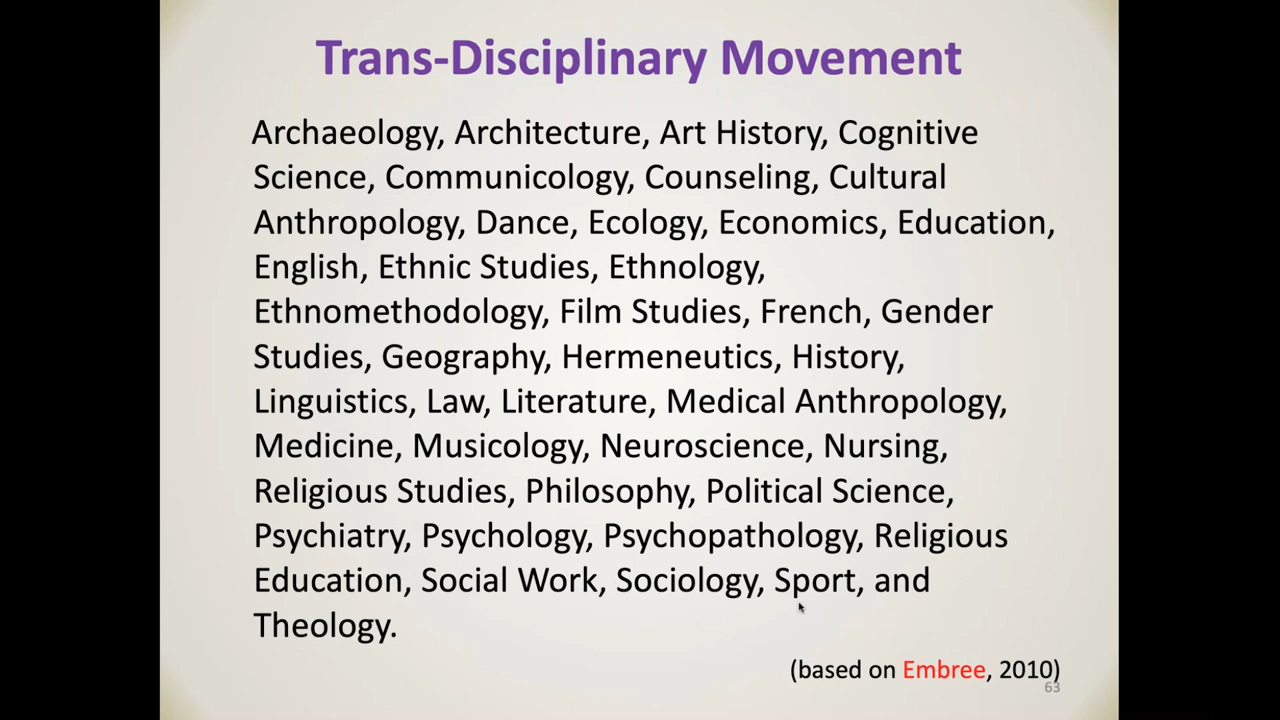 Trans-Disciplinary Movement
Archaeology, Architecture, Art History, Cognitive
Science, Communicology, Counseling, Cultural
Anthropology, Dance, Ecology, Economics, Education,
English, Ethnic Studies, Ethnology,
Ethnomethodology, Film Studies, French, Gender
Studies, Geography, Hermeneutics, History,
Linguistics, Law, Literature, Medical Anthropology,
Medicine, Musicology, Neuroscience, Nursing,
Religious Studies, Philosophy, Political Science,
Psychiatry, Psychology, Psychopathology, Religious
Education, Social Work, Sociology, Sport, and
Theology.
(based on Embree, 2010)
63